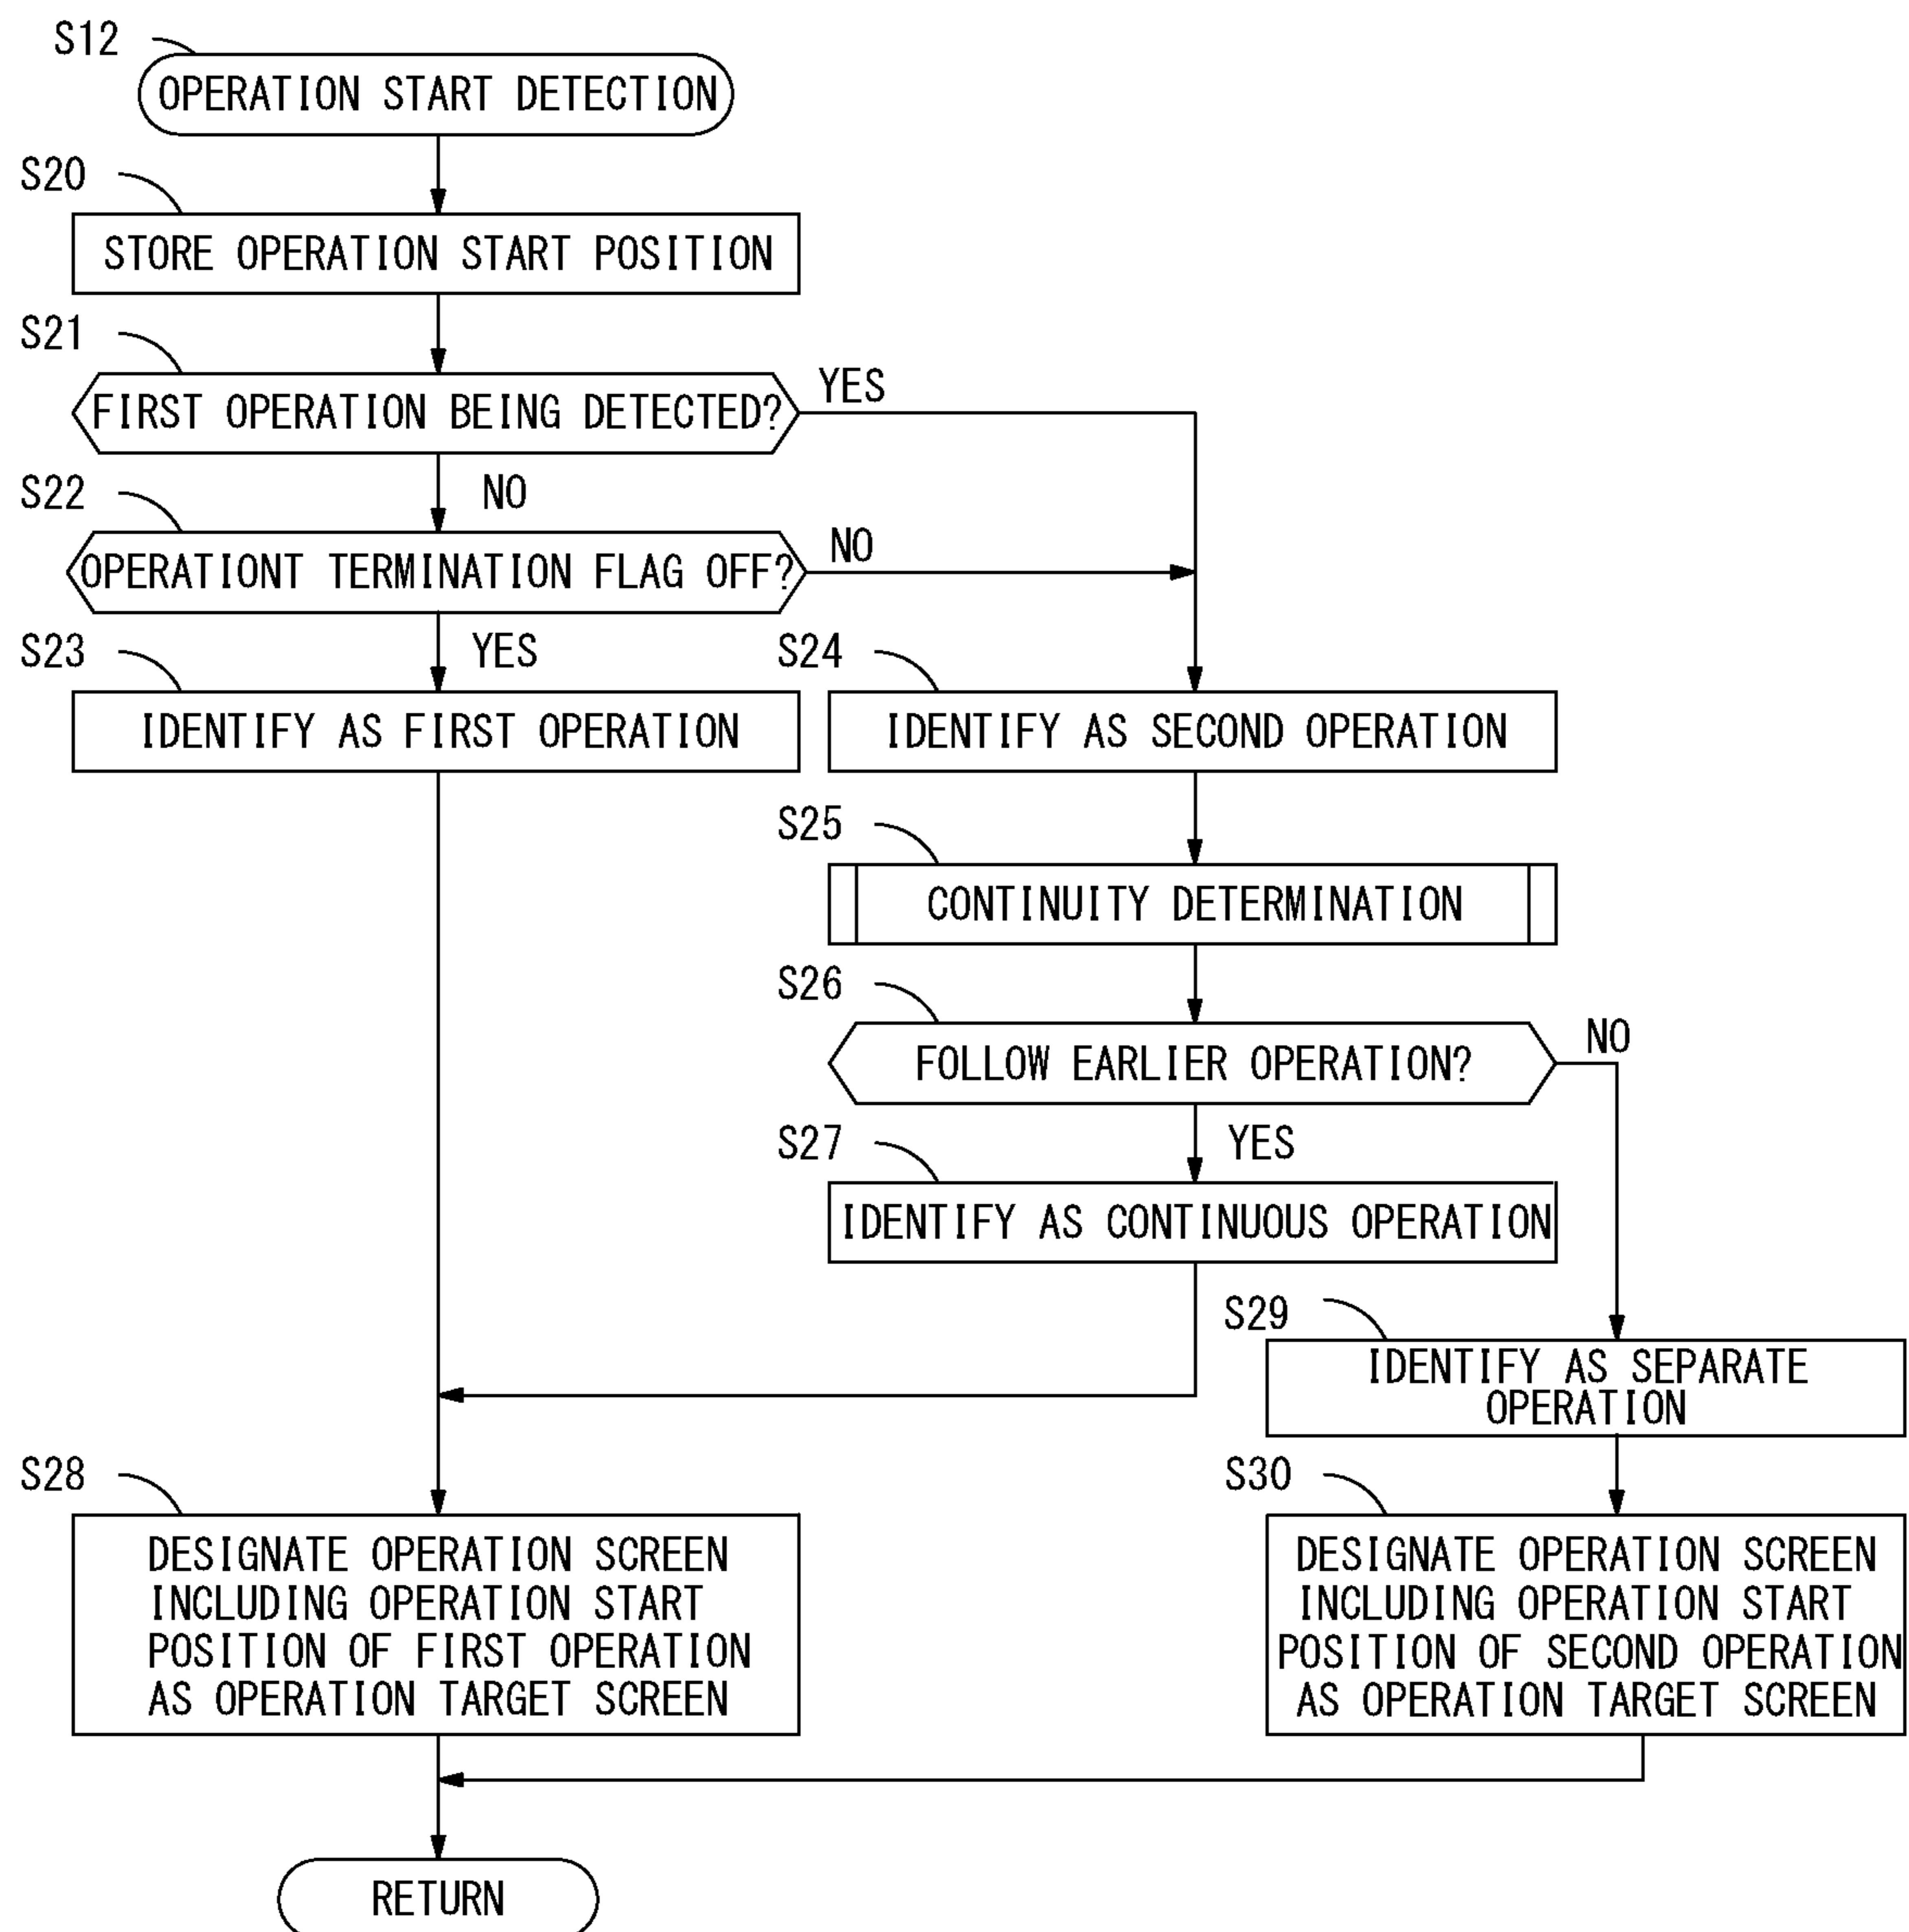 S12
OPERATION START DETECTION
S20
STORE OPERATION START POSITION
S21
FIRST OPERATION BEING DETECTED?
YES
NO
S22
OPERATIONT TERMINATION FLAG OFF?
NO
YES
S23
IDENTIFY AS FIRST OPERATION
S24
IDENTIFY AS SECOND OPERATION
S25
CONTINUITY DETERMINATION
S26
FOLLOW EARLIER OPERATION?
NO
YES
S27
IDENTIFY AS CONTINUOUS OPERATION
S29
IDENTIFY AS SEPARATE
OPERATION
S28
DESIGNATE OPERATION SCREEN
INCLUDING OPERATION START
POSITION OF FIRST OPERATION
AS OPERATION TARGET SCREEN
S30
DESIGNATE OPERATION SCREEN
INCLUDING OPERATION START
POSITION OF SECOND OPERATION
AS OPERATION TARGET SCREEN
RETURN